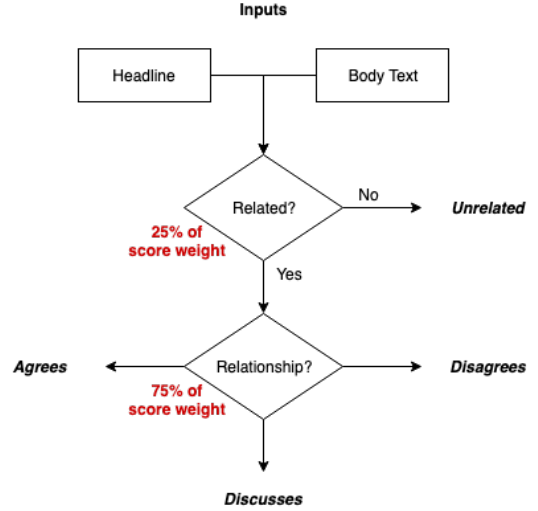 Inputs
Headline
Body Text
Related?
No
Unrelated
25% of
score weight
Yes
Agrees
Relationship?
Disagrees
75% of
score weight
Discusses